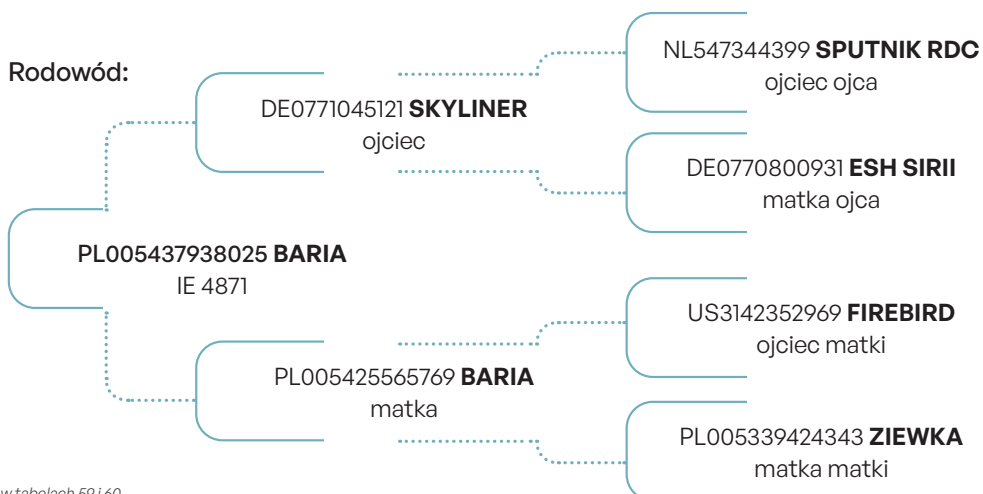 Rodowód:
NL547344399 SPUTNIK RDC
ojciec ojca
DE0771045121 SKYLINER
ojciec
DE0770800931 ESH SIRII
matka ojca
PL005437938025 BARIA
IE 4871
US3142352969 FIREBIRD
ojciec matki
PL005425565769 BARIA
matka
PL005339424343 ZIEWKA
matka matki
w tabelach 59 i 60